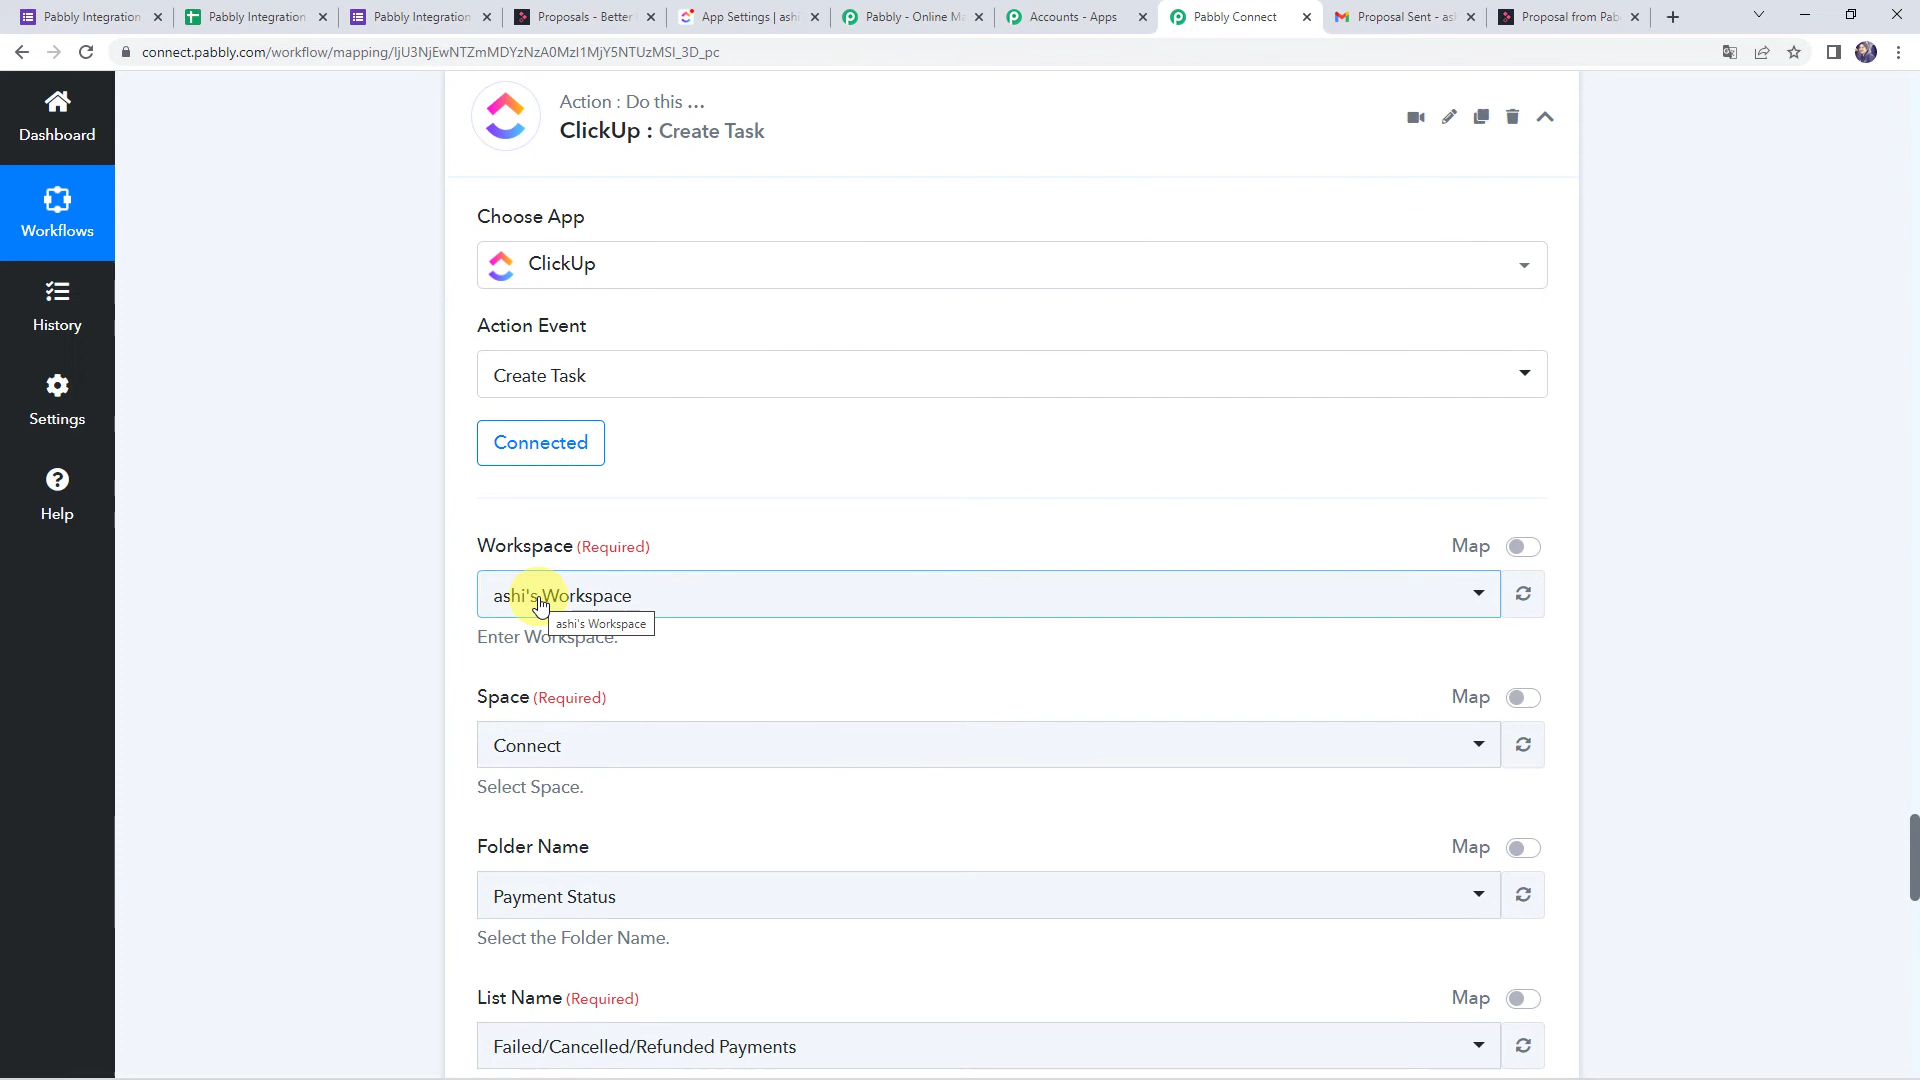 Pabbly Integration
Pabbly Integration
Pabbly Integration
Proposals - Better
App Settings | ashi
Pabbly - Online Ma
Accounts - Apps
Pabbly Connect
Proposal Sent - as
Proposal from Pab
connect.pabbly.com/workflow/mapping/
Dashboard
Workflows
History
Settings
Help
Action : Do this ...
ClickUp : Create Task
Choose App
ClickUp
Action Event
Create Task
Connected
Workspace (Required)
Map
ashi's Workspace
ashi's Workspace
Enter Workspace.
Space (Required)
Map
Connect
Select Space.
Folder Name
Map
Payment Status
Select the Folder Name.
List Name (Required)
Map
Failed/Cancelled/Refunded Payments